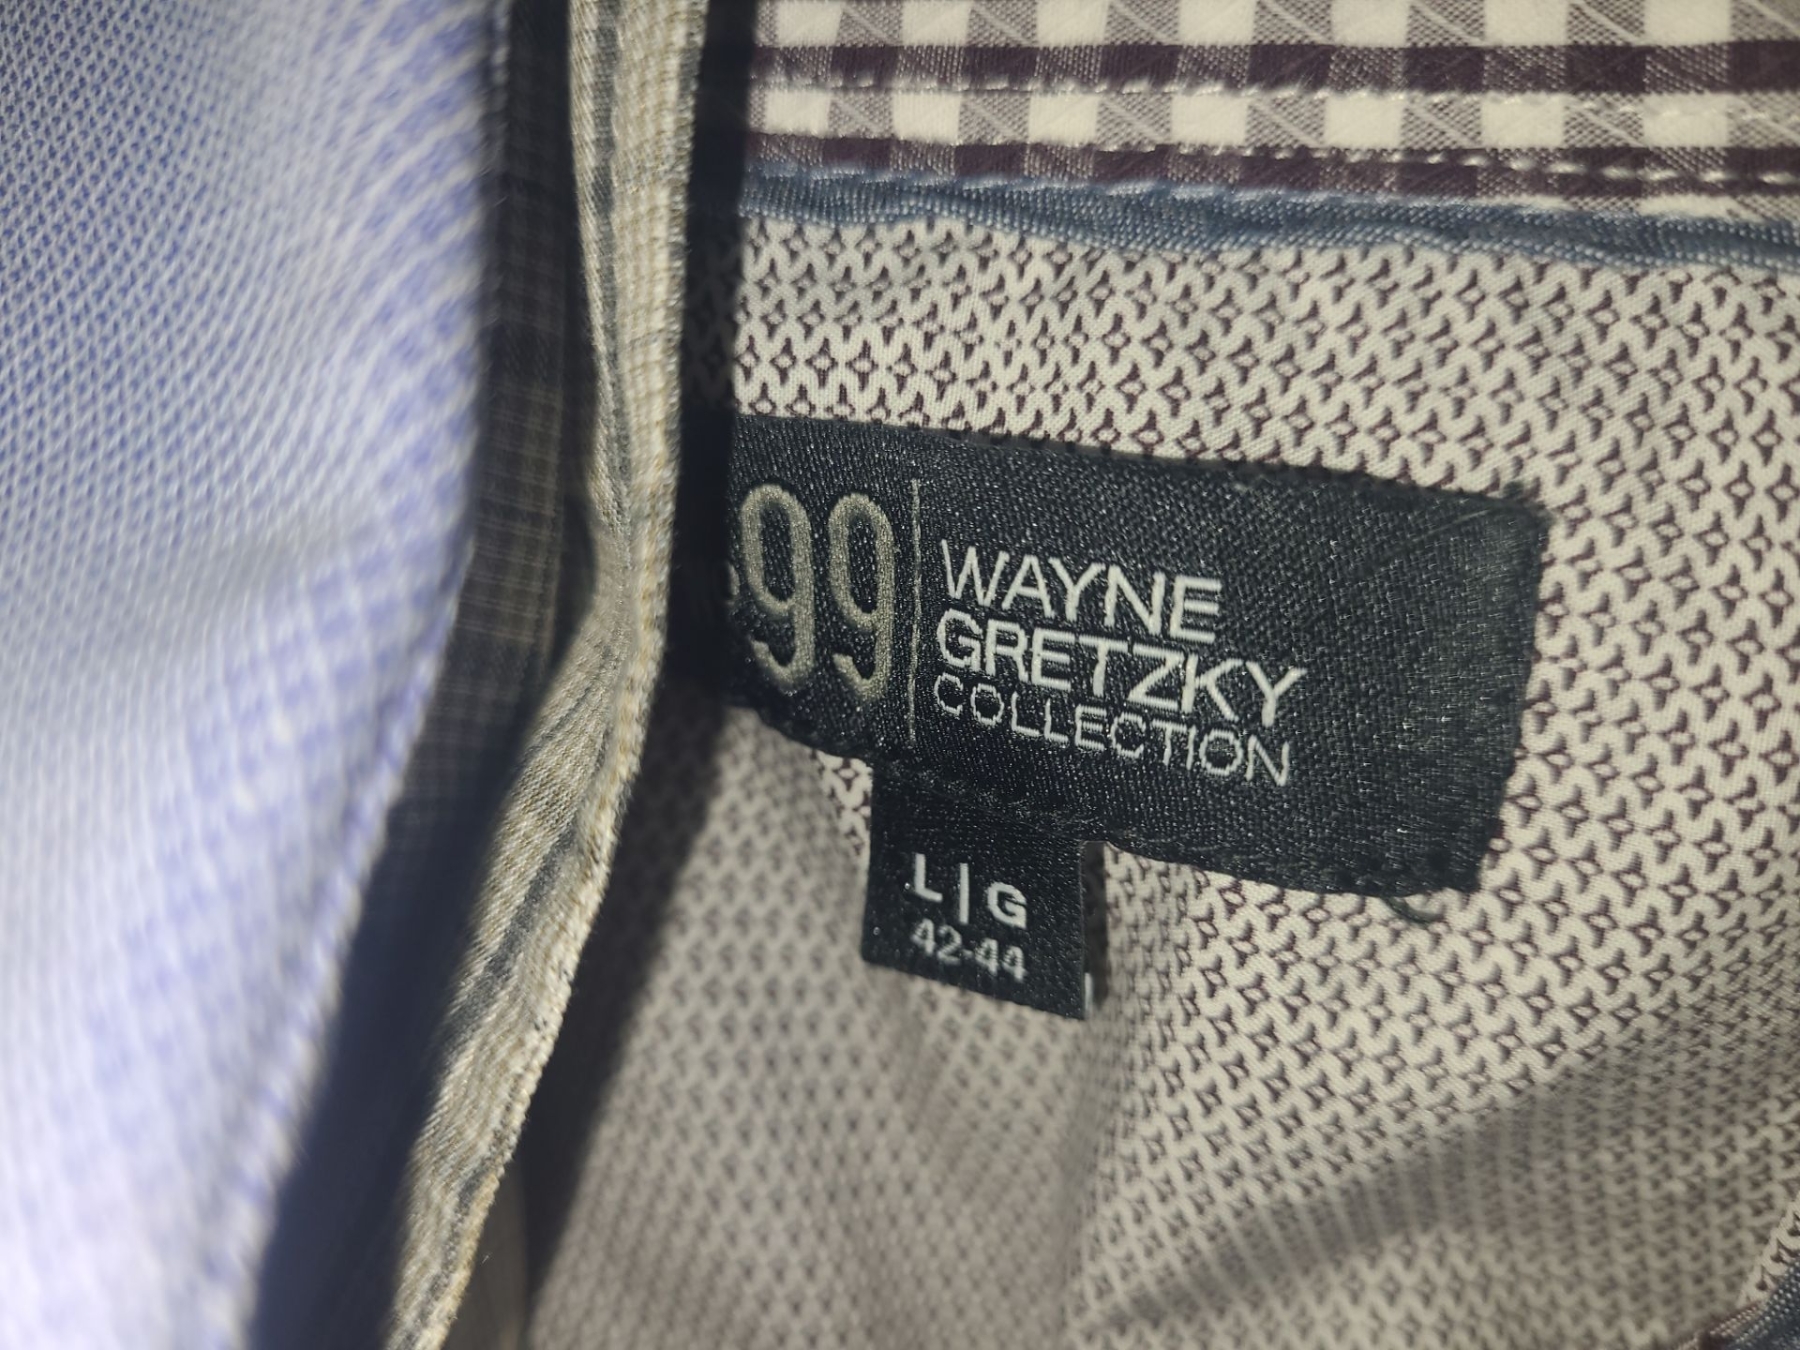 99
WAYNE
GRETZKY
COLLECTION
L|G
42-44